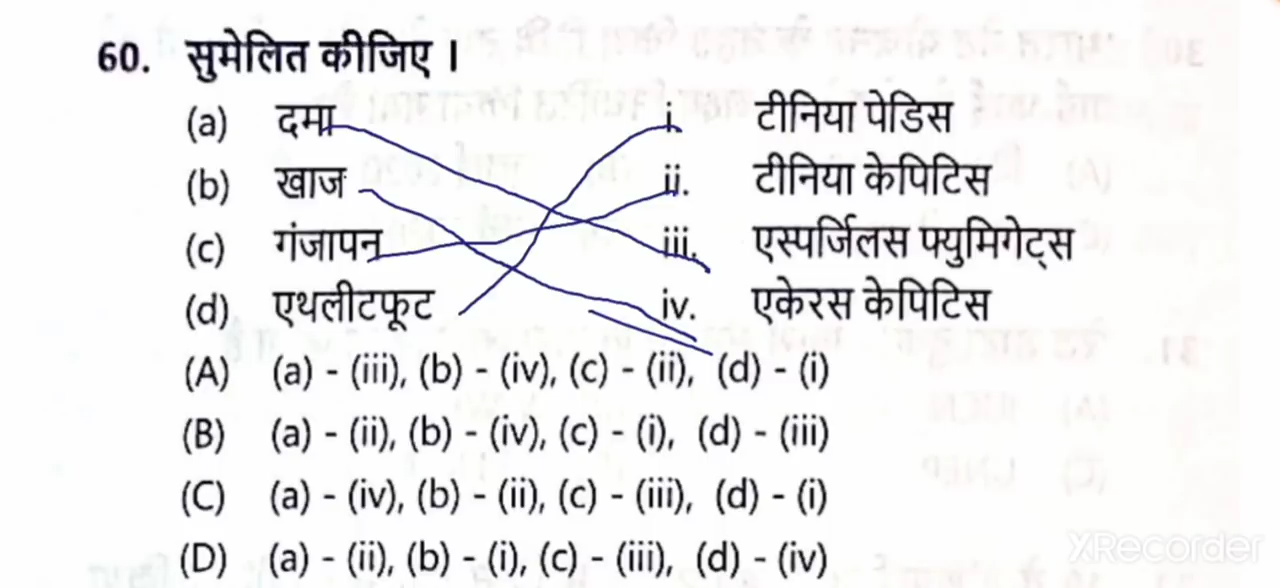 60. सुमेलित कीजिए ।
(a) दमा i. टीनिया पेडिस
(b) खाज ii. टीनिया केपिटिस
(c) गंजापन iii. एस्पर्जिलस फ्युमिगेट्स
(d) एथलीटफूट iv. एकेरस केपिटिस
(A) (a) - (iii), (b) - (iv), (c) - (ii), (d) - (i)
(B) (a) - (ii), (b) - (iv), (c) - (i), (d) - (iii)
(C) (a) - (iv), (b) - (ii), (c) - (iii), (d) - (i)
(D) (a) - (ii), (b) - (i), (c) - (iii), (d) - (iv)
XRecorder